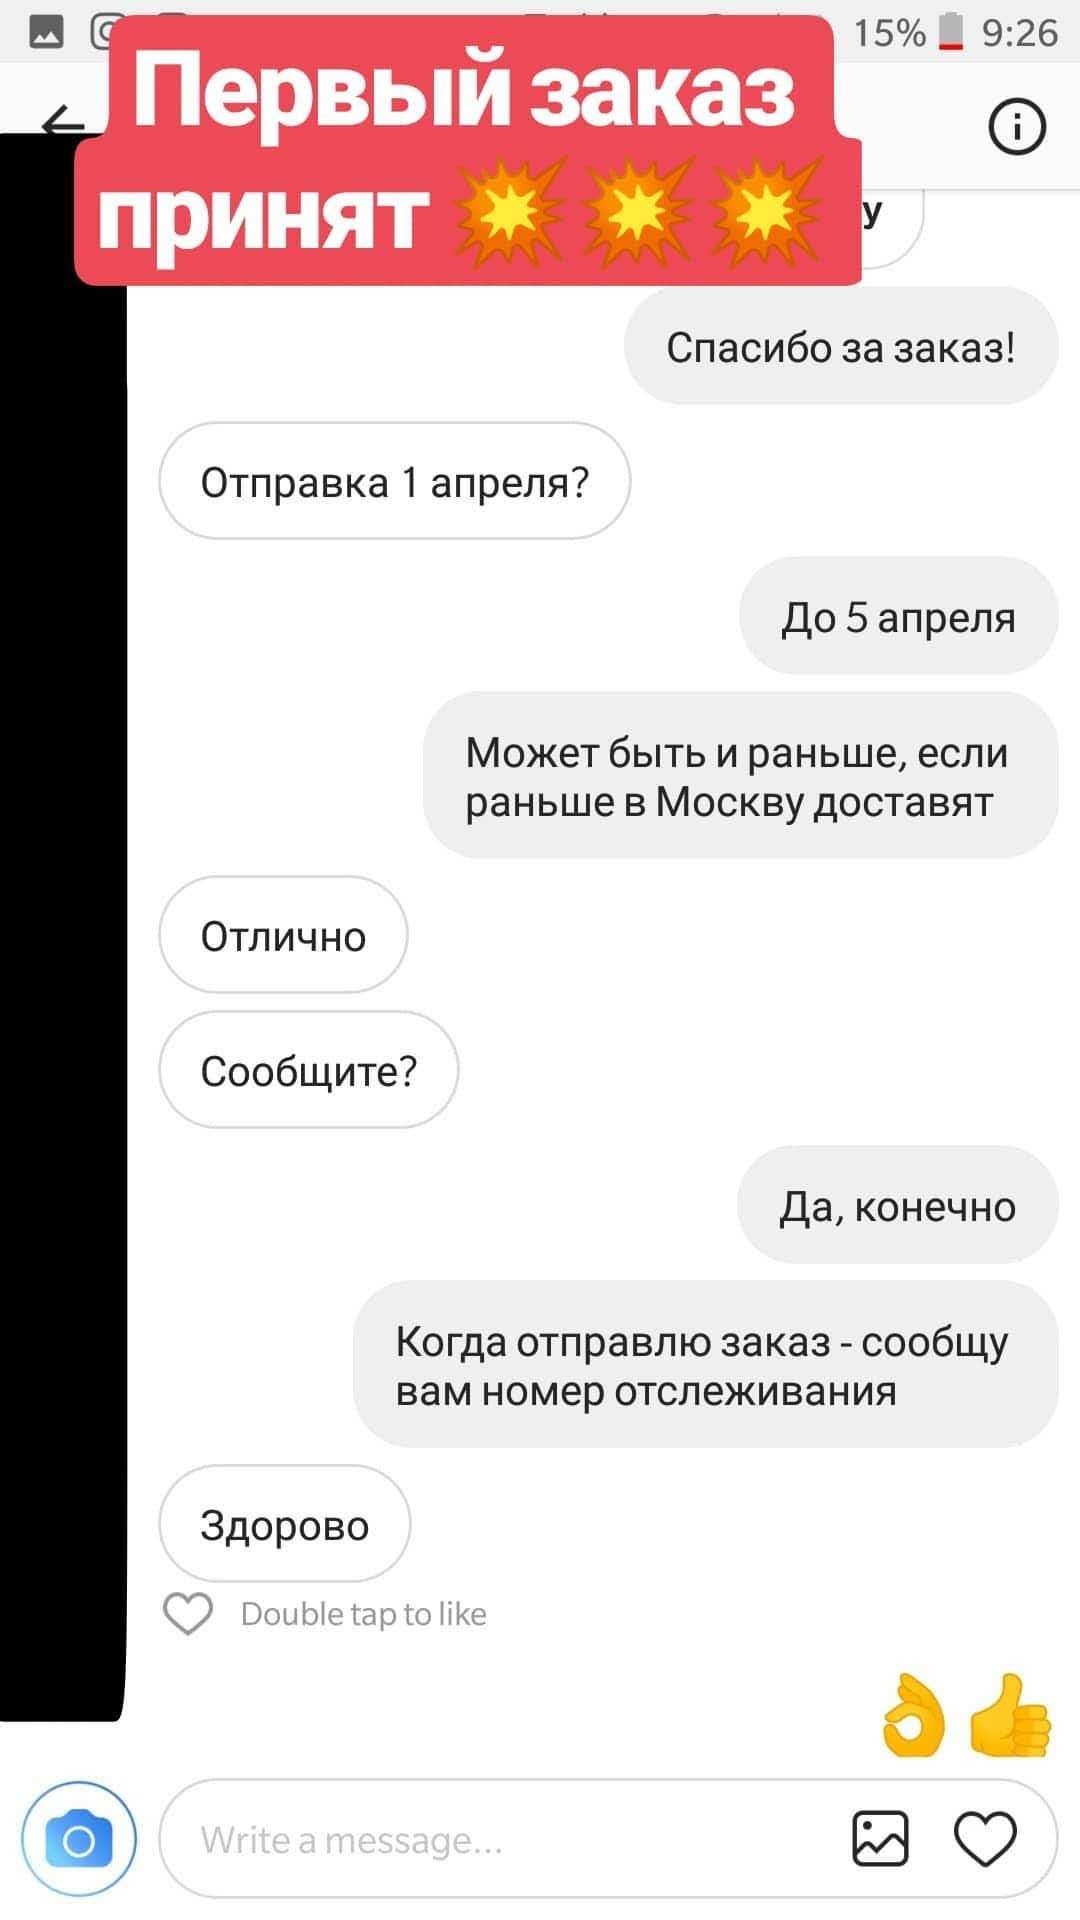 15% 9:26
Первый заказ
принят 💥💥💥
у
Спасибо за заказ!
Отправка 1 апреля?
До 5 апреля
Может быть и раньше, если
раньше в Москву доставят
Отлично
Сообщите?
Да, конечно
Когда отправлю заказ - сообщу
вам номер отслеживания
Здорово
Double tap to like
👌👍
Write a message...